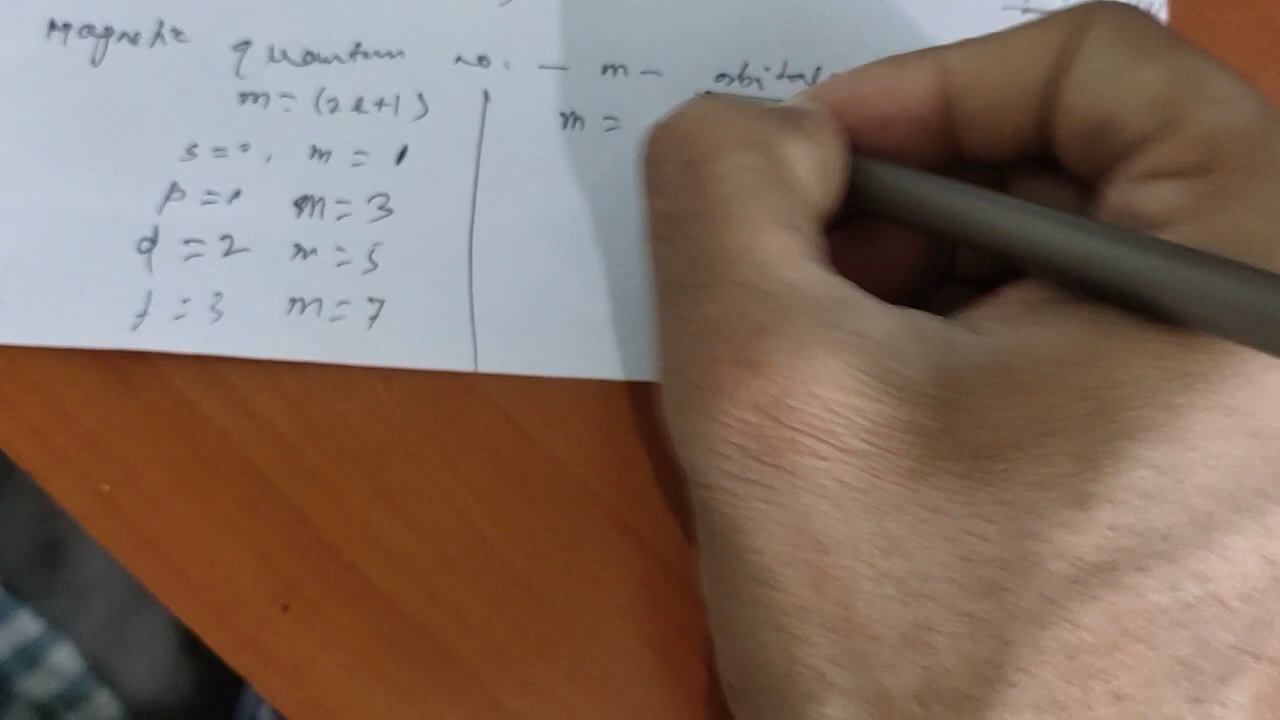 Magnetic quantum no. - m - orbital
m = (2l+1)
m =
s = 0, m = 1
p = 1 m = 3
d = 2 m = 5
f = 3 m = 7